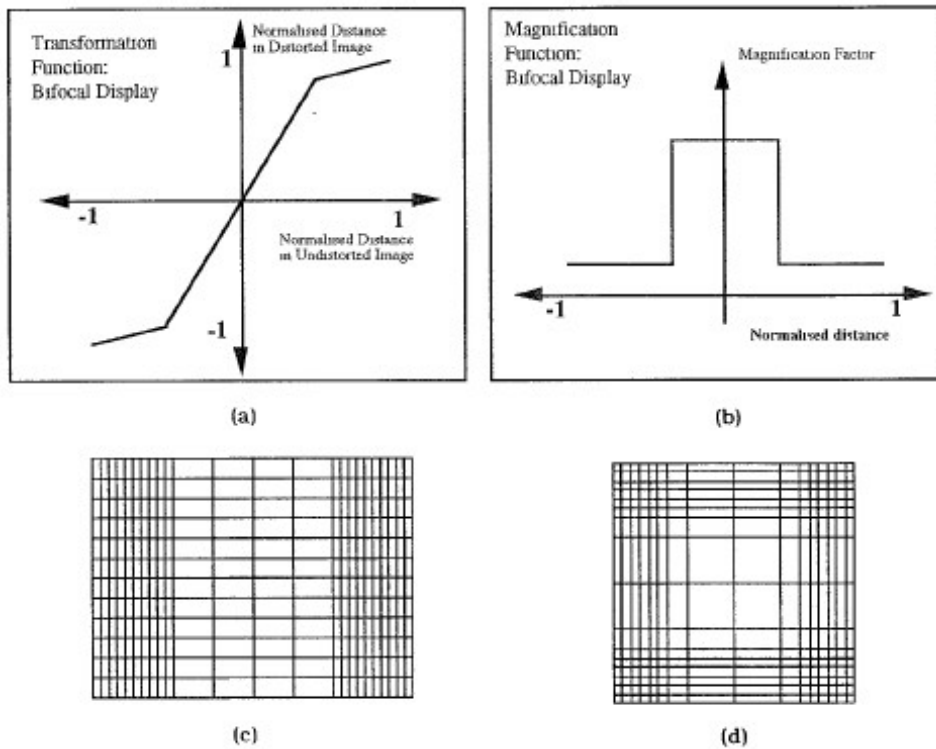 Transformation
Function:
Bifocal Display
Normalised Distance
in Distorted Image
1
-1
1
Normalised Distance
in Undistorted Image
-1
(a)
Magnification
Function:
Bifocal Display
Magnification Factor
-1
1
Normalised distance
(b)
(c)
(d)